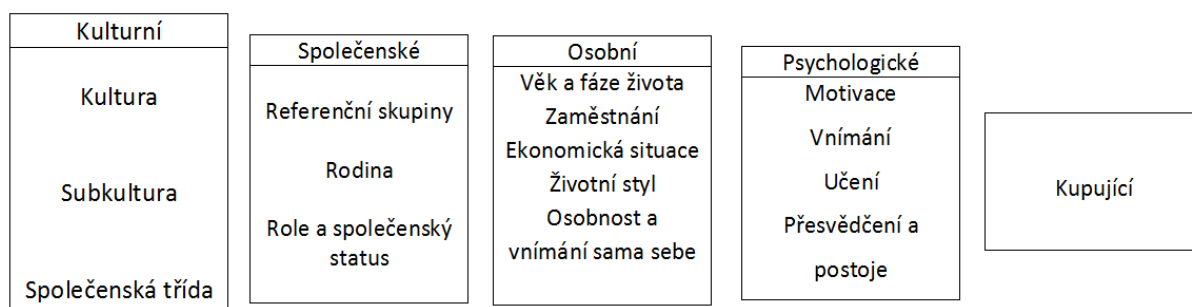 Kulturní
Kultura
Subkultura
Společenská třída
Společenské
Referenční skupiny
Rodina
Role a společenský
status
Osobní
Věk a fáze života
Zaměstnání
Ekonomická situace
Životní styl
Osobnost a
vnímání sama sebe
Psychologické
Motivace
Vnímání
Učení
Přesvědčení a
postoje
Kupující